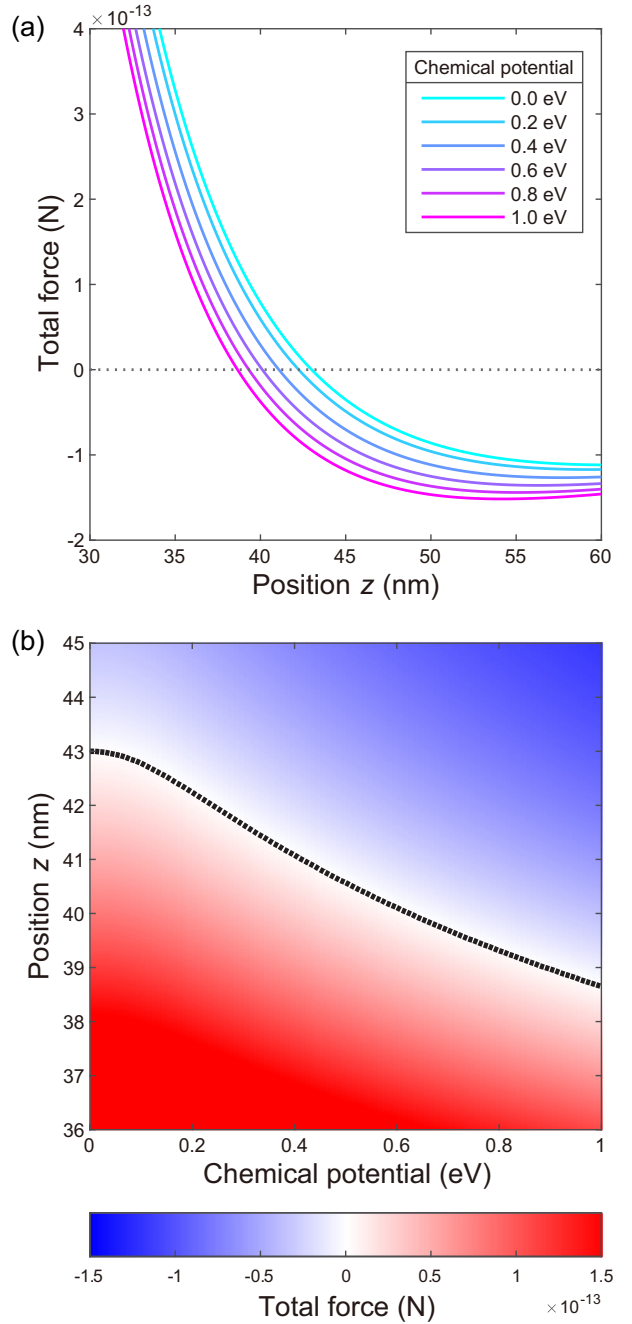 (a)
× 10⁻¹³
4
3
2
1
0
-1
-2
Total force (N)
Chemical potential
0.0 eV
0.2 eV
0.4 eV
0.6 eV
0.8 eV
1.0 eV
30 35 40 45 50 55 60
Position z (nm)
(b)
45
44
43
42
41
40
39
38
37
36
Position z (nm)
0 0.2 0.4 0.6 0.8 1
Chemical potential (eV)
-1.5 -1 -0.5 0 0.5 1 1.5
Total force (N) × 10⁻¹³